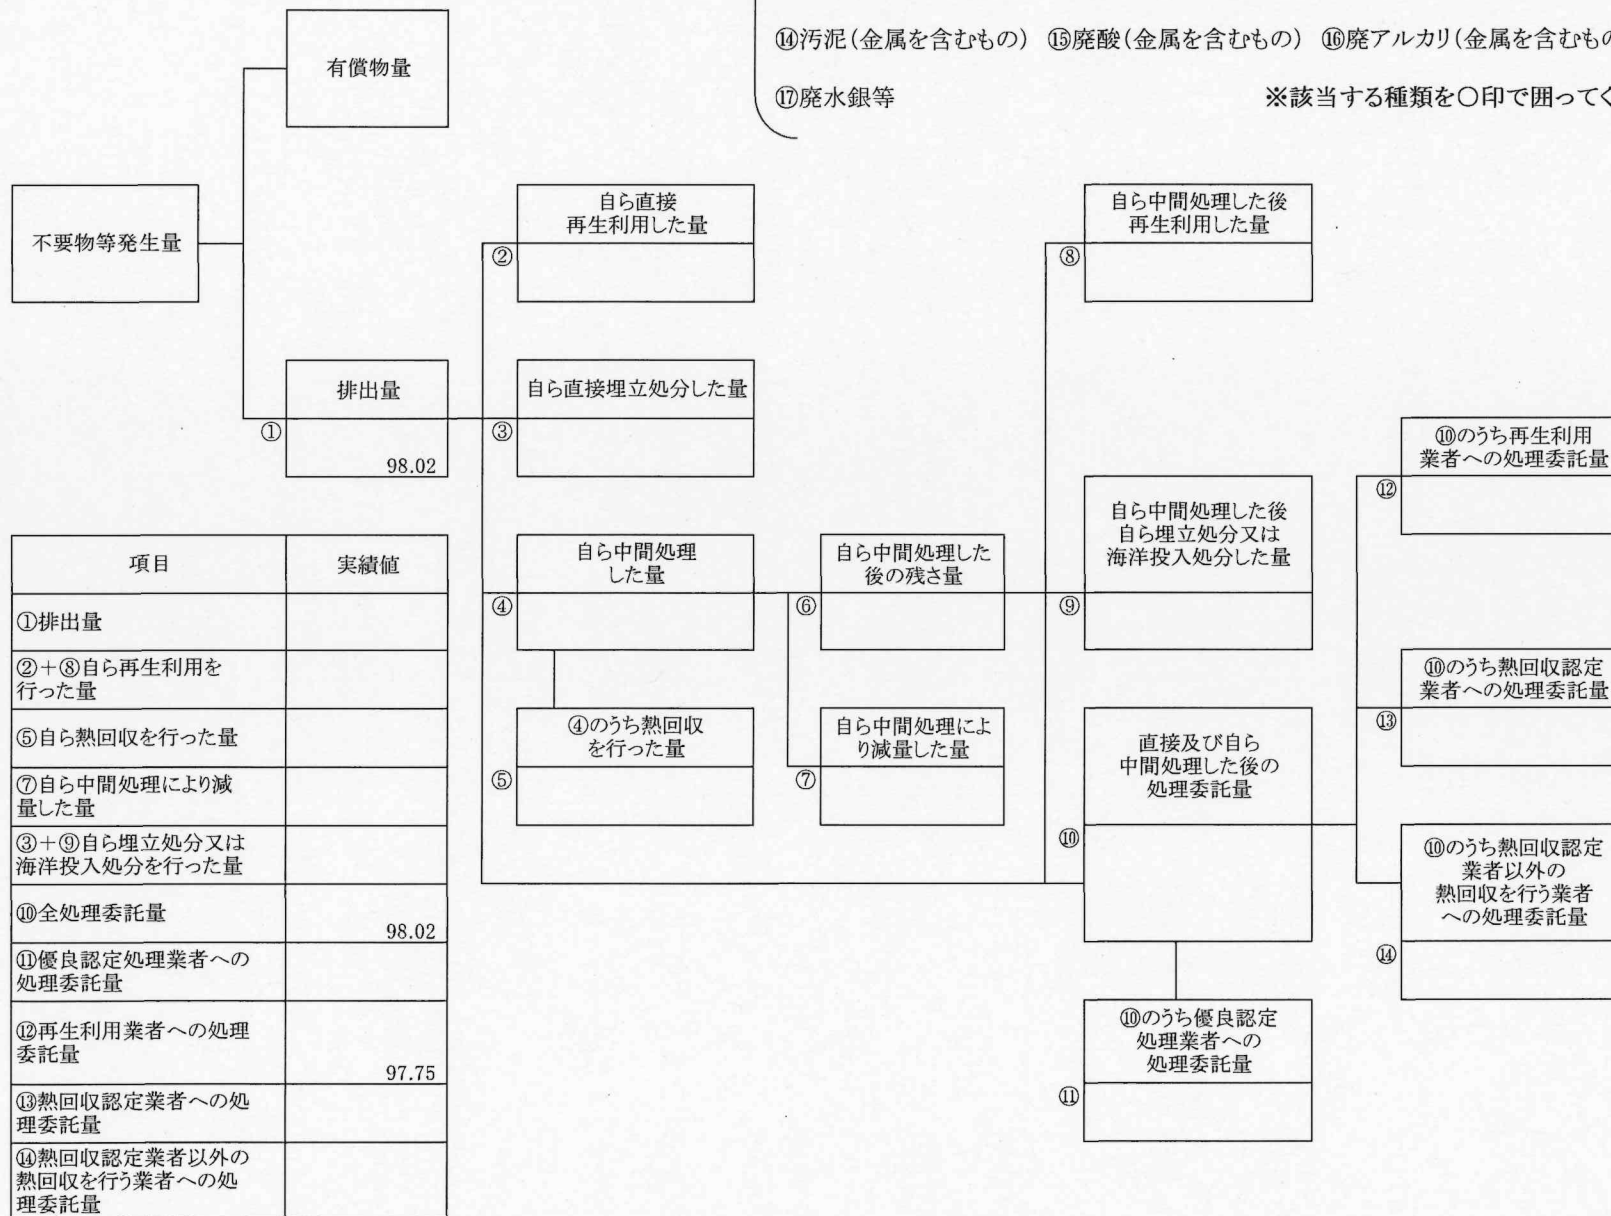 ⑭汚泥(金属を含むもの) ⑮廃酸(金属を含むもの) ⑯廃アルカリ(金属を含むもの
⑰廃水銀等
※該当する種類を○印で囲ってく
有償物量
不要物等発生量
排出量
①
98.02
自ら直接
再生利用した量
②
自ら直接埋立処分した量
③
自ら中間処理
した量
④
④のうち熱回収
を行った量
⑤
自ら中間処理した
後の残さ量
⑥
自ら中間処理によ
り減量した量
⑦
自ら中間処理した後
再生利用した量
⑧
自ら中間処理した後
自ら埋立処分又は
海洋投入処分した量
⑨
直接及び自ら
中間処理した後の
処理委託量
⑩
⑩のうち優良認定
処理業者への
処理委託量
⑪
⑩のうち再生利用
業者への処理委託量
⑫
⑩のうち熱回収認定
業者への処理委託量
⑬
⑩のうち熱回収認定
業者以外の
熱回収を行う業者
への処理委託量
⑭
項目 実績値
①排出量
②+⑧自ら再生利用を
行った量
⑤自ら熱回収を行った量
⑦自ら中間処理により減
量した量
③+⑨自ら埋立処分又は
海洋投入処分を行った量
⑩全処理委託量
98.02
⑪優良認定処理業者への
処理委託量
⑫再生利用業者への処理
委託量
97.75
⑬熱回収認定業者への処
理委託量
⑭熱回収認定業者以外の
熱回収を行う業者への処
理委託量